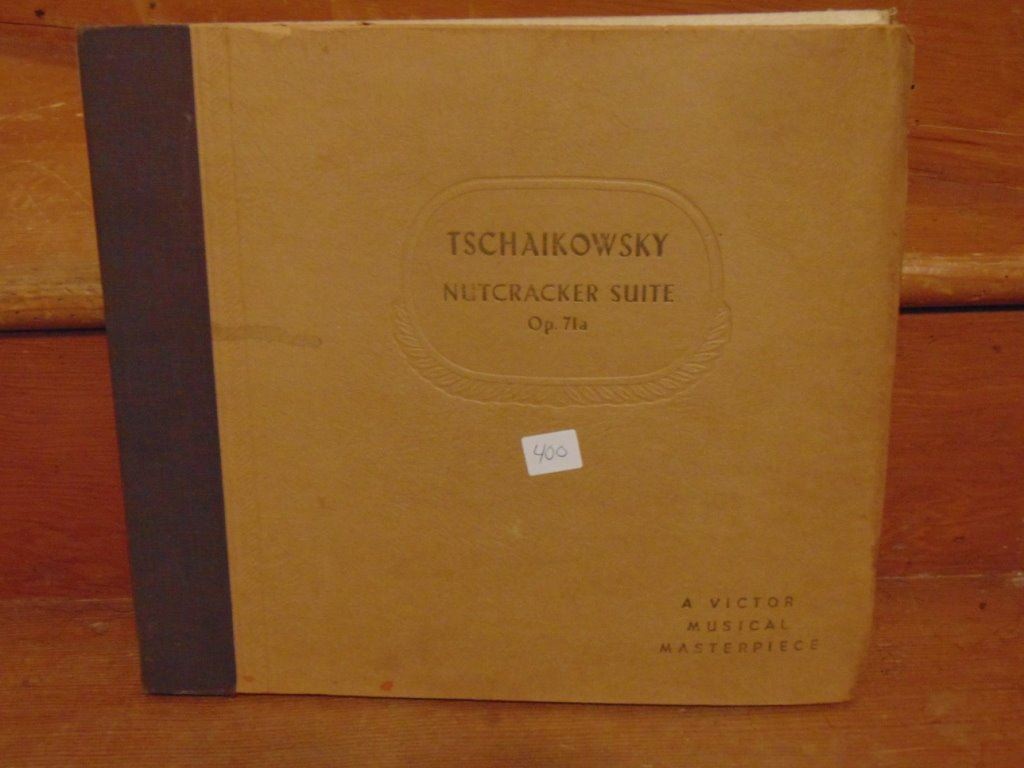 TSCHAIKOWSKY
NUTCRACKER SUITE
Op. 71a
400
A VICTOR
MUSICAL
MASTERPIECE